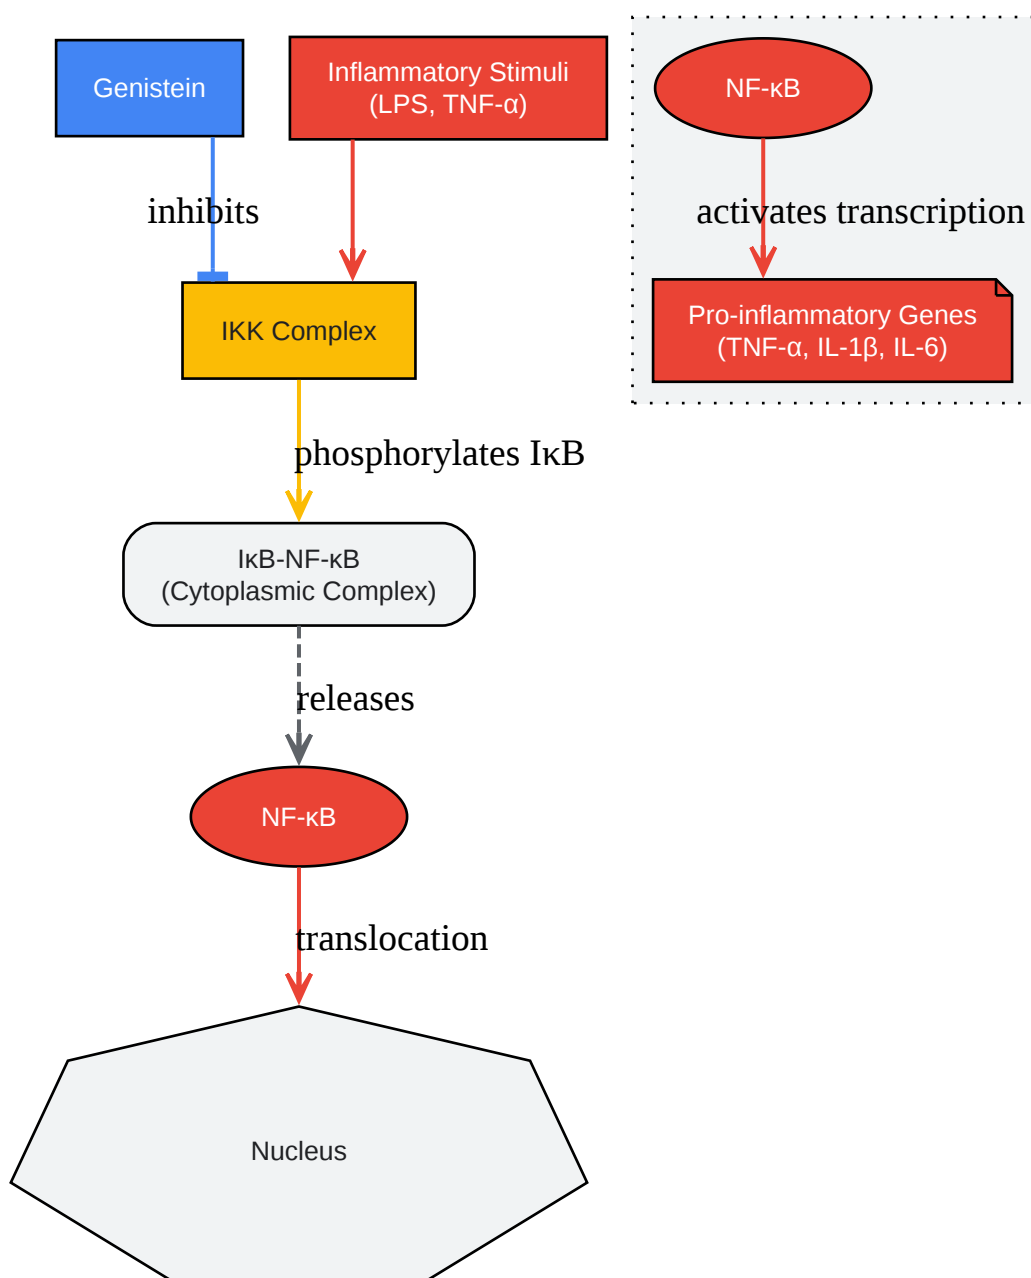 Genistein
Inflammatory Stimuli
(LPS, TNF-α)
inhibits
IKK Complex
phosphorylates IκB
IκB-NF-κB
(Cytoplasmic Complex)
releases
NF-κB
translocation
Nucleus
NF-κB
activates transcription
Pro-inflammatory Genes
(TNF-α, IL-1β, IL-6)